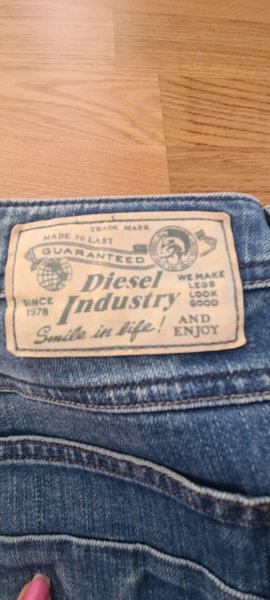 TRADE MARK
MADE TO LAST
GUARANTEED
Diesel
Industry
SINCE
1978
WE MAKE
LEGS
LOOK
GOOD
Smile in life!
AND
ENJOY